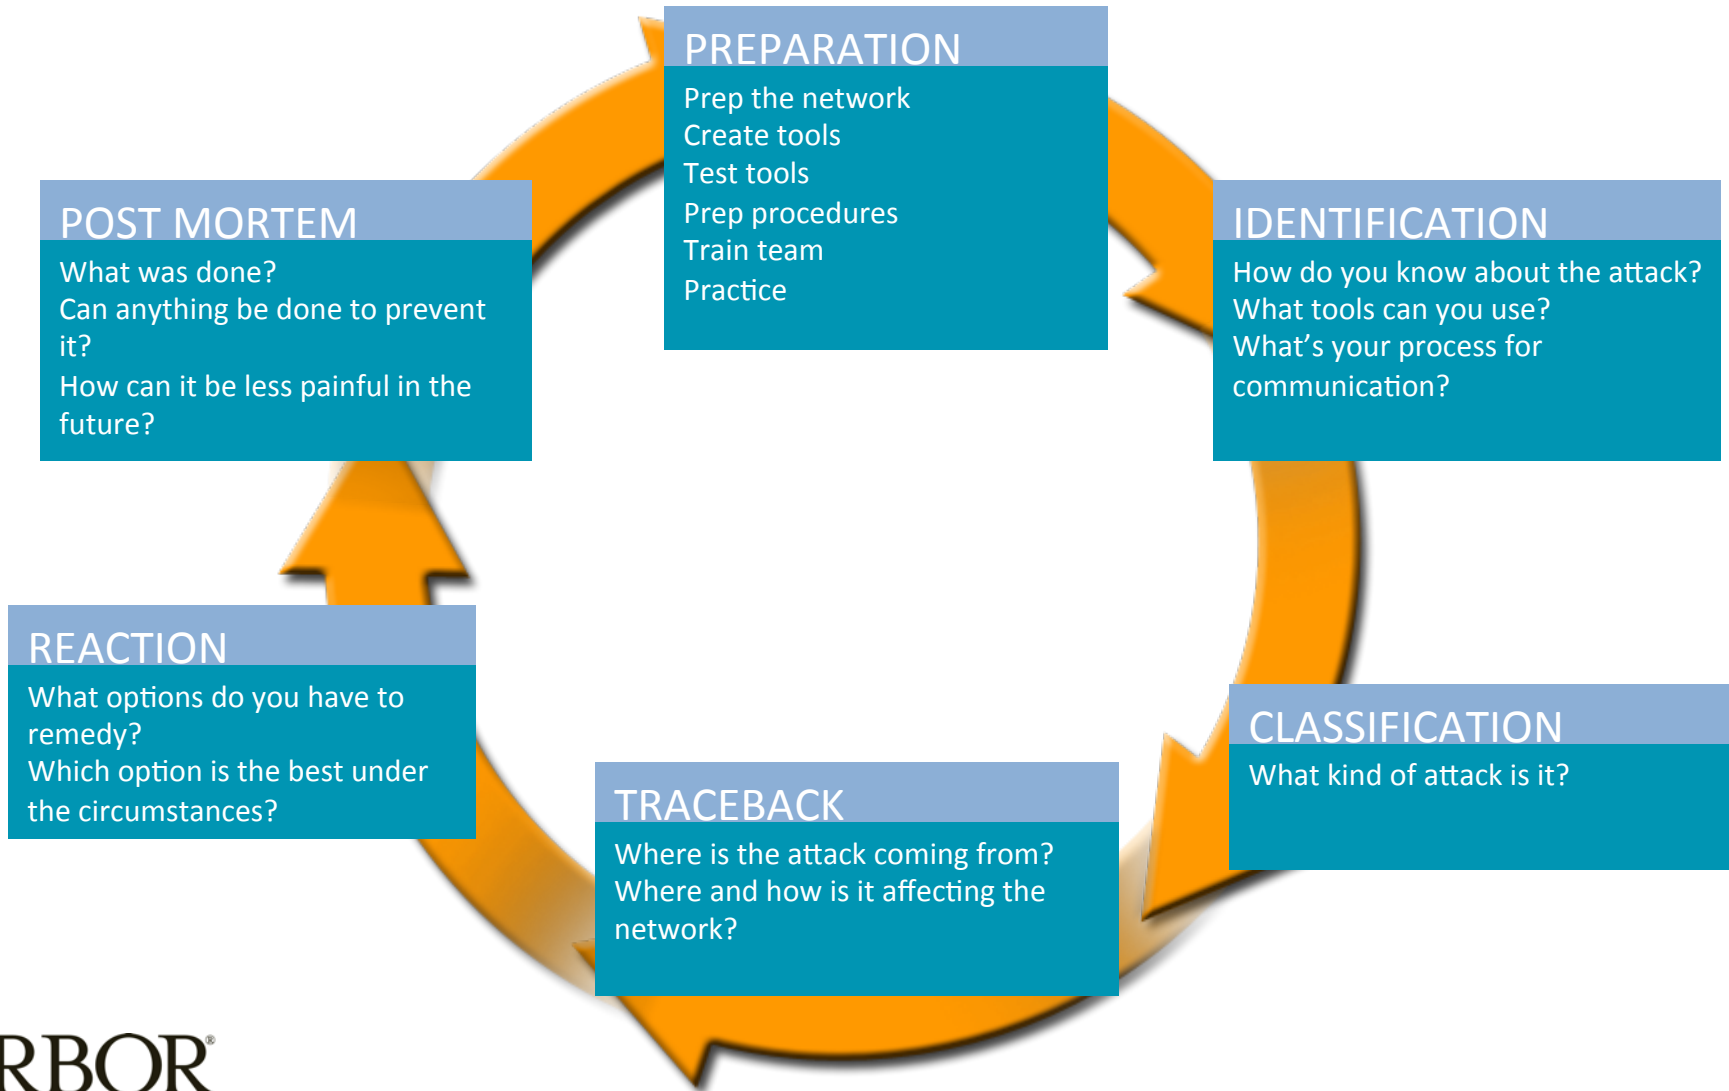 PREPARATION
Prep the network
Create tools
Test tools
Prep procedures
Train team
Practice
IDENTIFICATION
How do you know about the attack?
What tools can you use?
What’s your process for
communication?
CLASSIFICATION
What kind of attack is it?
TRACEBACK
Where is the attack coming from?
Where and how is it affecting the
network?
REACTION
What options do you have to
remedy?
Which option is the best under
the circumstances?
POST MORTEM
What was done?
Can anything be done to prevent
it?
How can it be less painful in the
future?
RBOR®